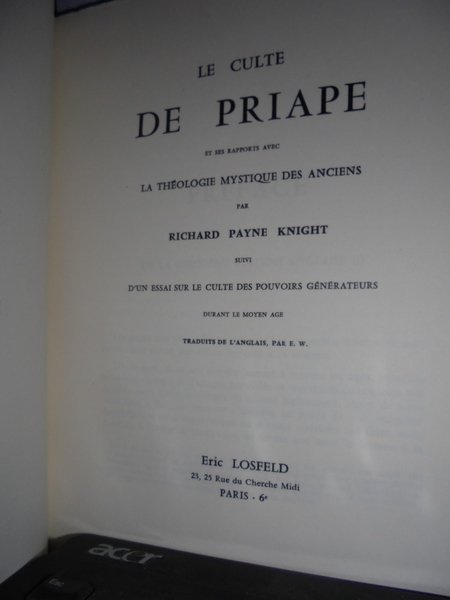 LE CULTE
DE PRIAPE
ET SES RAPPORTS AVEC
LA THÉOLOGIE MYSTIQUE DES ANCIENS
PAR
RICHARD PAYNE KNIGHT
SUIVI
D'UN ESSAI SUR LE CULTE DES POUVOIRS GÉNÉRATEURS
DURANT LE MOYEN AGE
TRADUITS DE L'ANGLAIS, PAR E. W.
Eric LOSFELD
23, 25 Rue du Cherche Midi
PARIS - 6e
acer
Esc